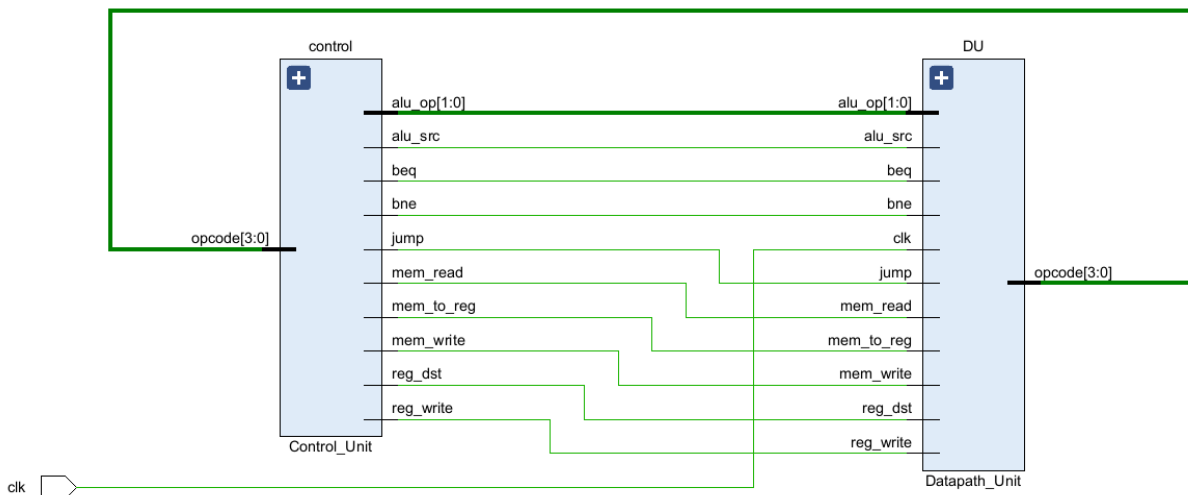 control
DU
alu_op[1:0]
alu_op[1:0]
alu_src
alu_src
beq
beq
bne
bne
opcode[3:0]
jump
clk
mem_read
jump
opcode[3:0]
mem_to_reg
mem_read
mem_write
mem_to_reg
reg_dst
mem_write
reg_write
reg_dst
Control_Unit
reg_write
Datapath_Unit
clk